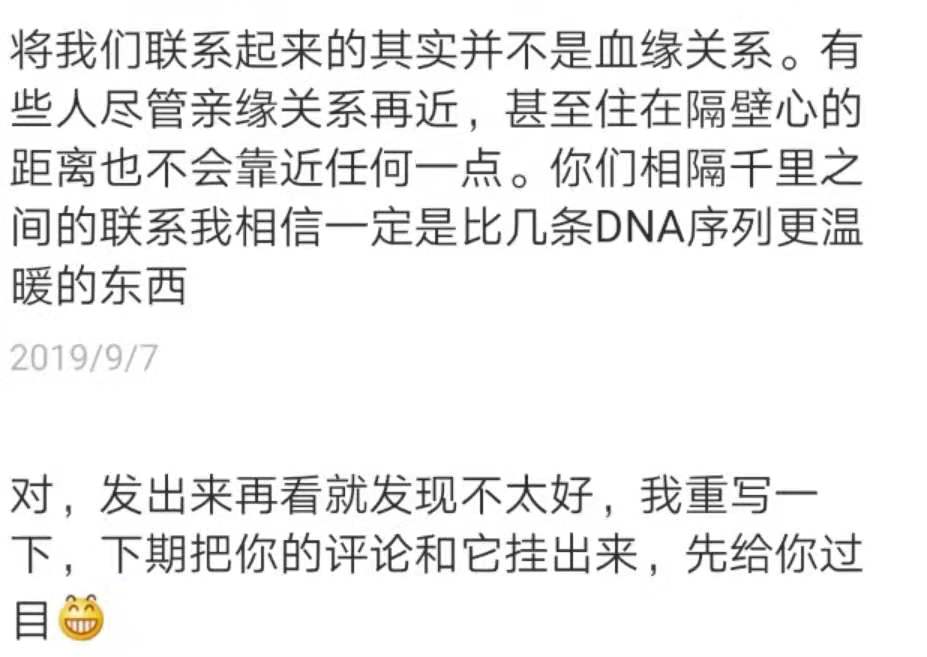 将我们联系起来的其实并不是血缘关系。有
些人尽管亲缘关系再近，甚至住在隔壁心的
距离也不会靠近任何一点。你们相隔千里之
间的联系我相信一定是比几条DNA序列更温
暖的东西
2019/9/7
对，发出来再看就发现不太好，我重写一
下，下期把你的评论和它挂出来，先给你过
目😁